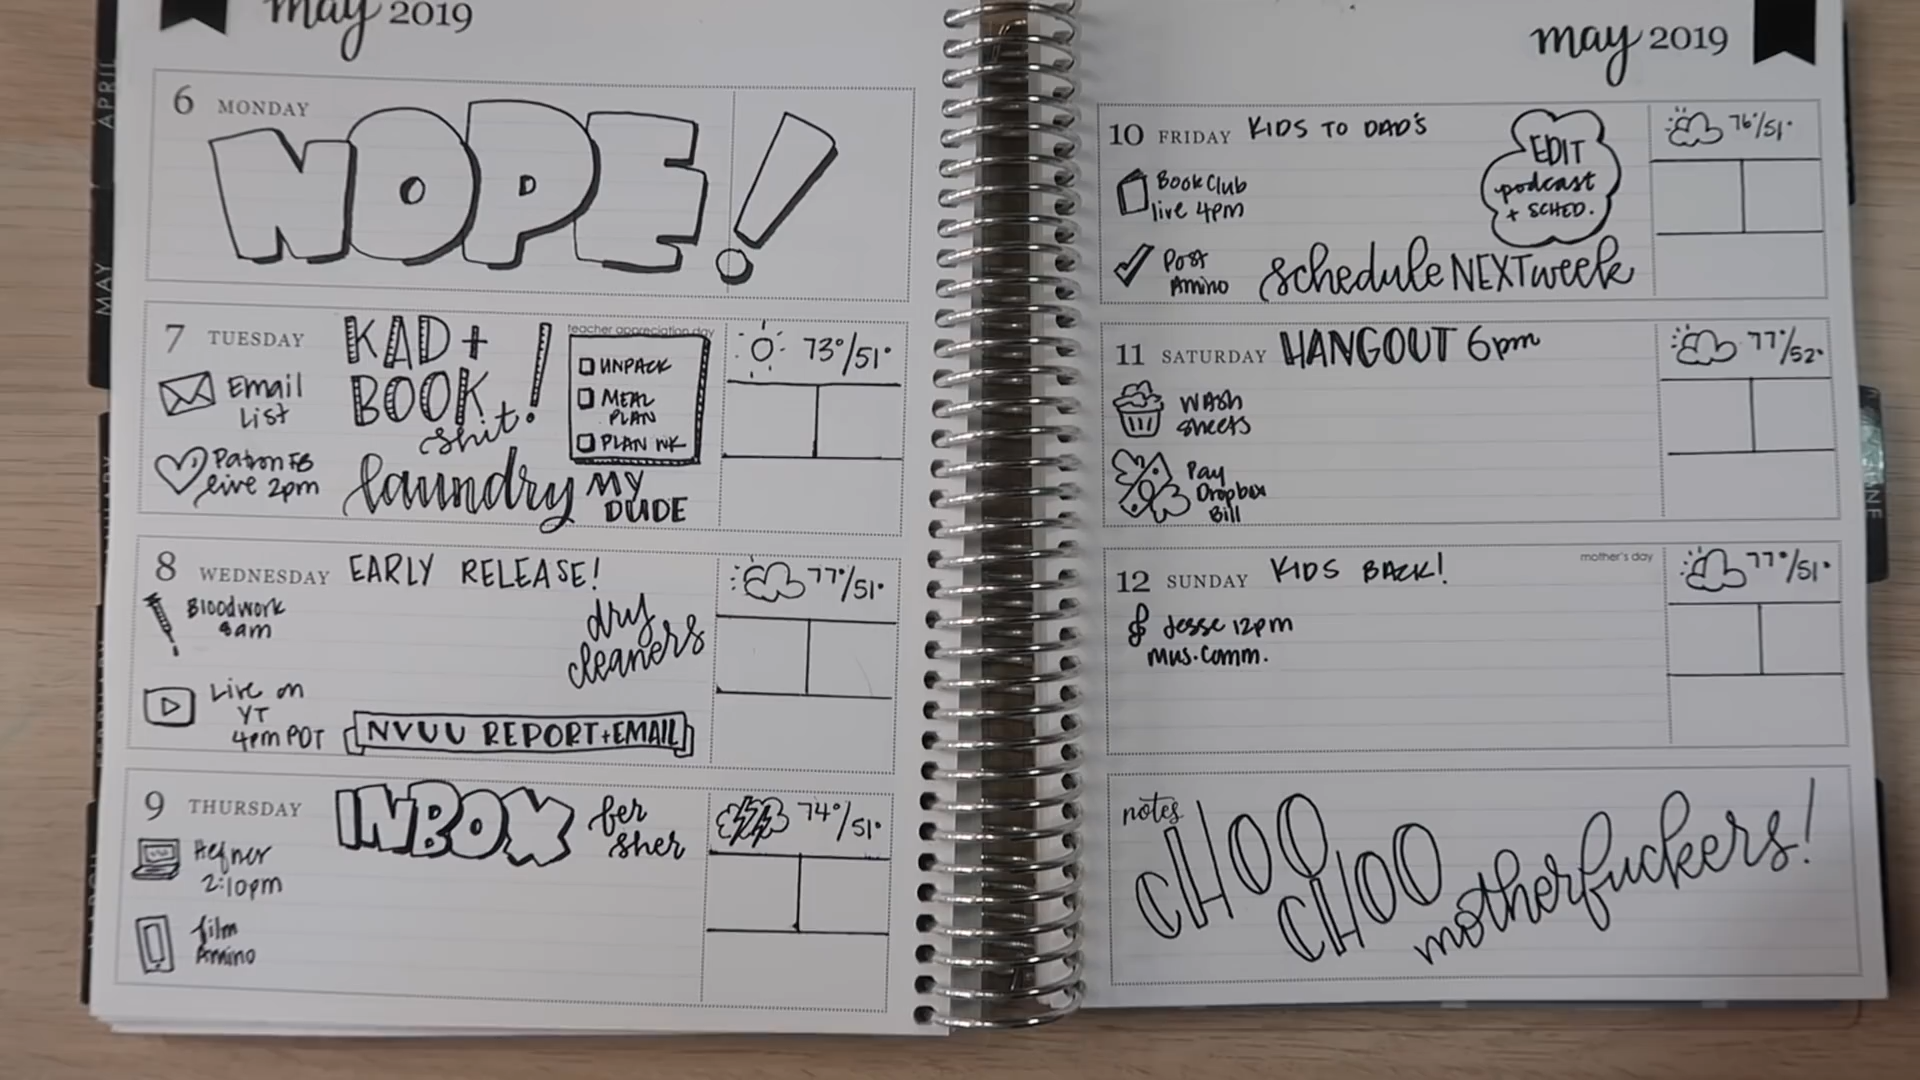 may 2019
6 MONDAY
NOPE!
7 TUESDAY
KAD +
BOOK
shit!
teacher appreciation day
UNPACK
MEAL
PLAN
PLAN WK
73°/51°
Email
List
Patron FB
live 2pm
laundry MY
DUDE
8 WEDNESDAY EARLY RELEASE!
77°/51°
Bloodwork
8am
dry
cleaners
Live on
YT
4pm PDT
NVUU REPORT+EMAIL
9 THURSDAY
INBOX fer
sher
74°/51°
Hefner
2:10pm
film
Amino
may 2019
10 FRIDAY KIDS TO DAD'S
76°/51°
Book Club
live 4pm
EDIT
podcast
+ SCHED.
Post
Amino
schedule NEXT week
11 SATURDAY HANGOUT 6pm
77°/52°
WASH
sheets
Pay
Dropbox
Bill
12 SUNDAY KIDS BACK!
mother's day
77°/51°
Jesse 12pm
Mus. Comm.
notes
CHOO
CHOO
motherfuckers!
APRIL
MAY